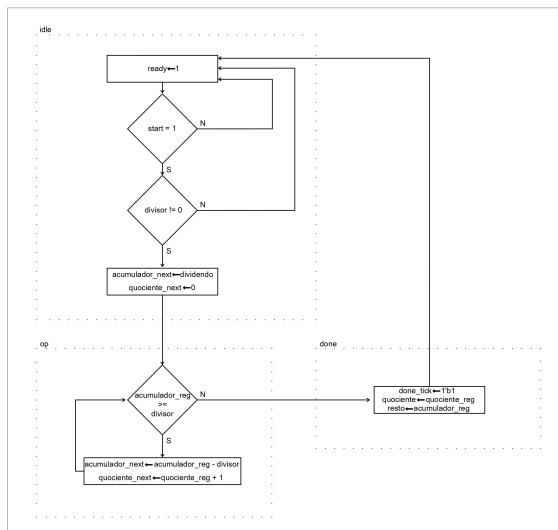 idle
ready←1
start = 1
N
S
divisor != 0
N
S
acumulador_next←dividendo
quociente_next←0
op
acumulador_reg
>=
divisor
N
S
acumulador_next←acumulador_reg - divisor
quociente_next←quociente_reg + 1
done
done_tick←1'b1
quociente←quociente_reg
resto←acumulador_reg